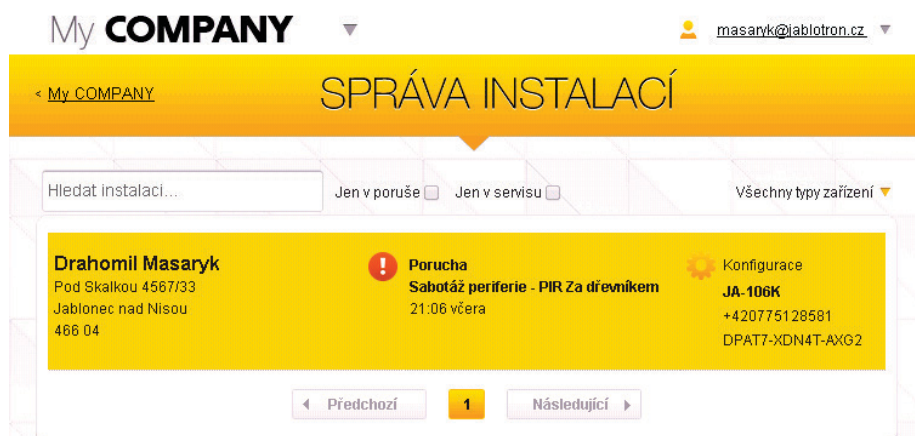 My COMPANY
masaryk@jablotron.cz
< My COMPANY
SPRÁVA INSTALACÍ
Hledat instalaci...
Jen v poruše
Jen v servisu
Všechny typy zařízení
Drahomil Masaryk
Pod Skalkou 4567/33
Jablonec nad Nisou
466 04
Porucha
Sabotáž periferie - PIR Za dřevníkem
21:06 včera
Konfigurace
JA-106K
+420775128581
DPAT7-XDN4T-AXG2
Předchozí
1
Následující